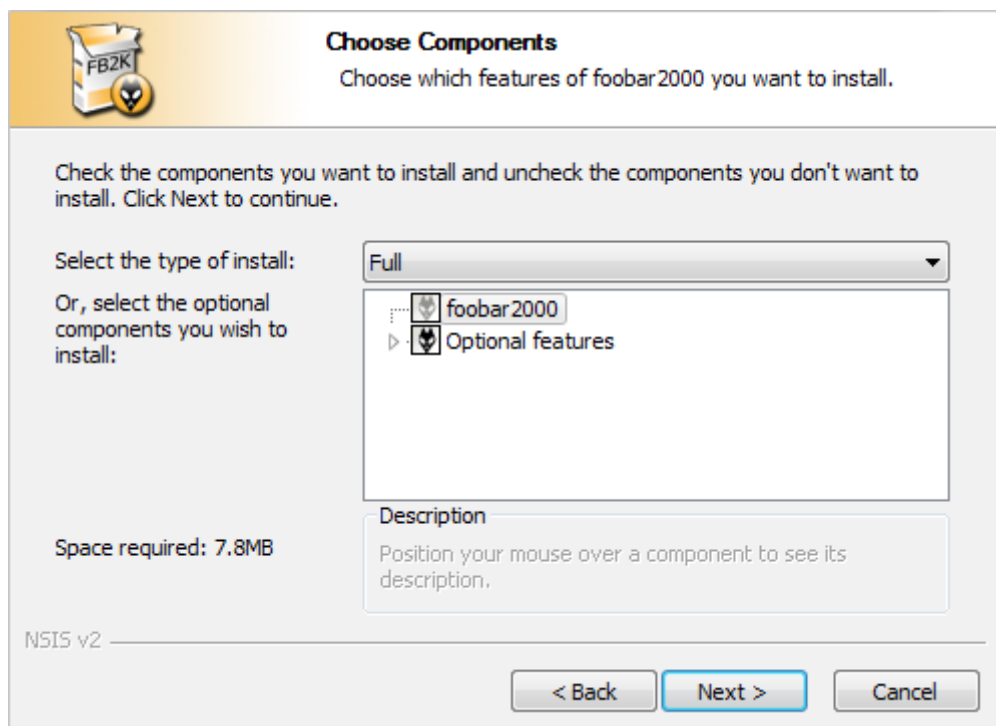 FB2K
Choose Components
Choose which features of foobar2000 you want to install.
Check the components you want to install and uncheck the components you don't want to
install. Click Next to continue.
Select the type of install:
Full
Or, select the optional
components you wish to
install:
foobar2000
Optional features
Space required: 7.8MB
Description
Position your mouse over a component to see its
description.
NSIS v2
< Back
Next >
Cancel